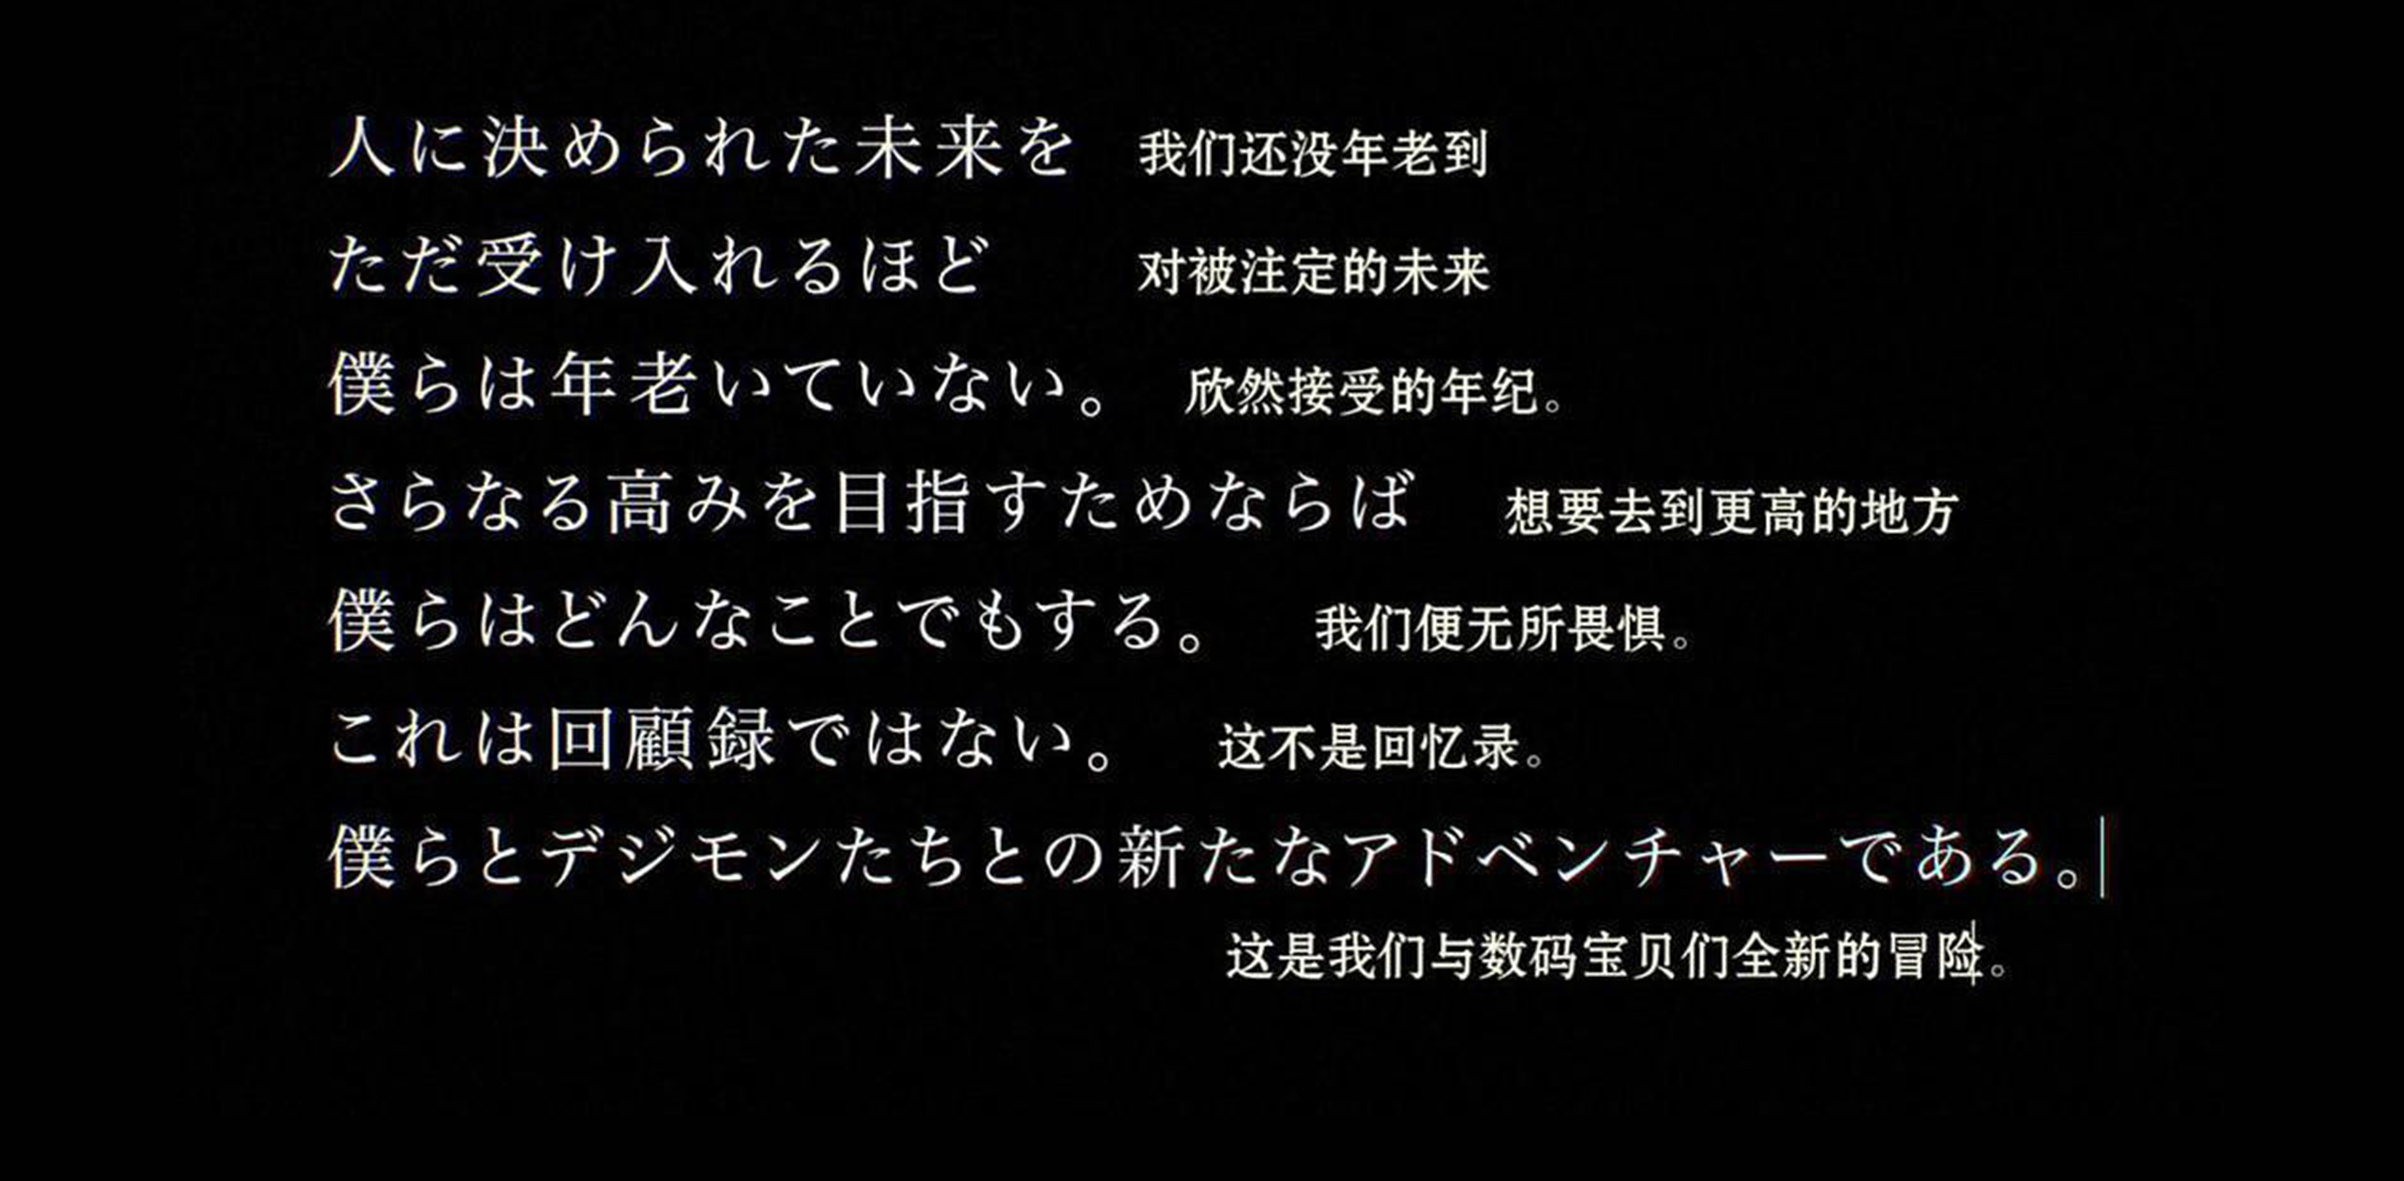 人に決められた未来を 我们还没年老到
ただ受け入れるほど 对被注定的未来
僕らは年老いていない。 欣然接受的年纪。
さらなる高みを目指すためならば 想要去到更高的地方
僕らはどんなことでもする。 我们便无所畏惧。
これは回顧録ではない。 这不是回忆录。
僕らとデジモンたちとの新たなアドベンチャーである。
这是我们与数码宝贝们全新的冒险。